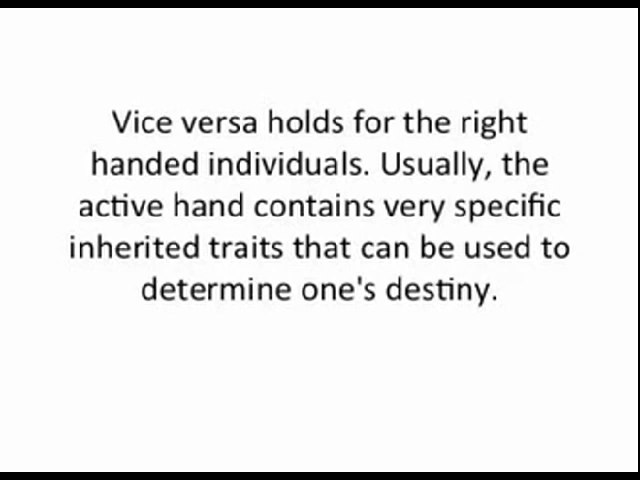 Vice versa holds for the right
handed individuals. Usually, the
active hand contains very specific
inherited traits that can be used to
determine one's destiny.